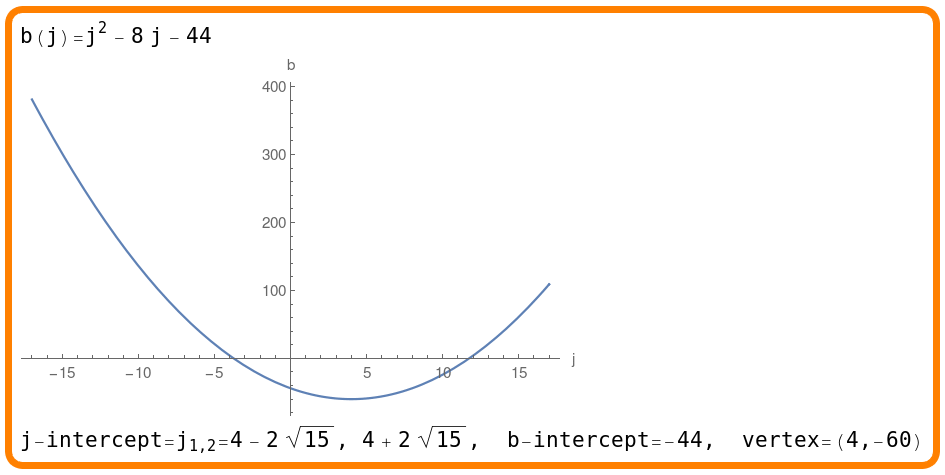 b(j)=j² − 8 j − 44
b
400
300
200
100
−15 −10 −5 5 10 15 j
j−intercept=j₁,₂=4 − 2 √15, 4 + 2 √15, b−intercept=−44, vertex=(4,−60)